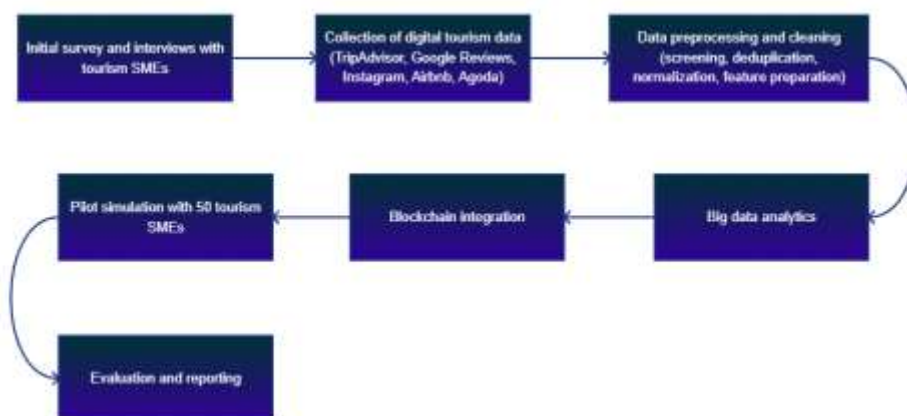 Initial survey and interviews with
tourism SMEs
Collection of digital tourism data
(TripAdvisor, Google Reviews,
Instagram, Airbnb, Agoda)
Data preprocessing and cleaning
(screening, deduplication,
normalization, feature preparation)
Pilot simulation with 50 tourism
SMEs
Blockchain integration
Big data analytics
Evaluation and reporting